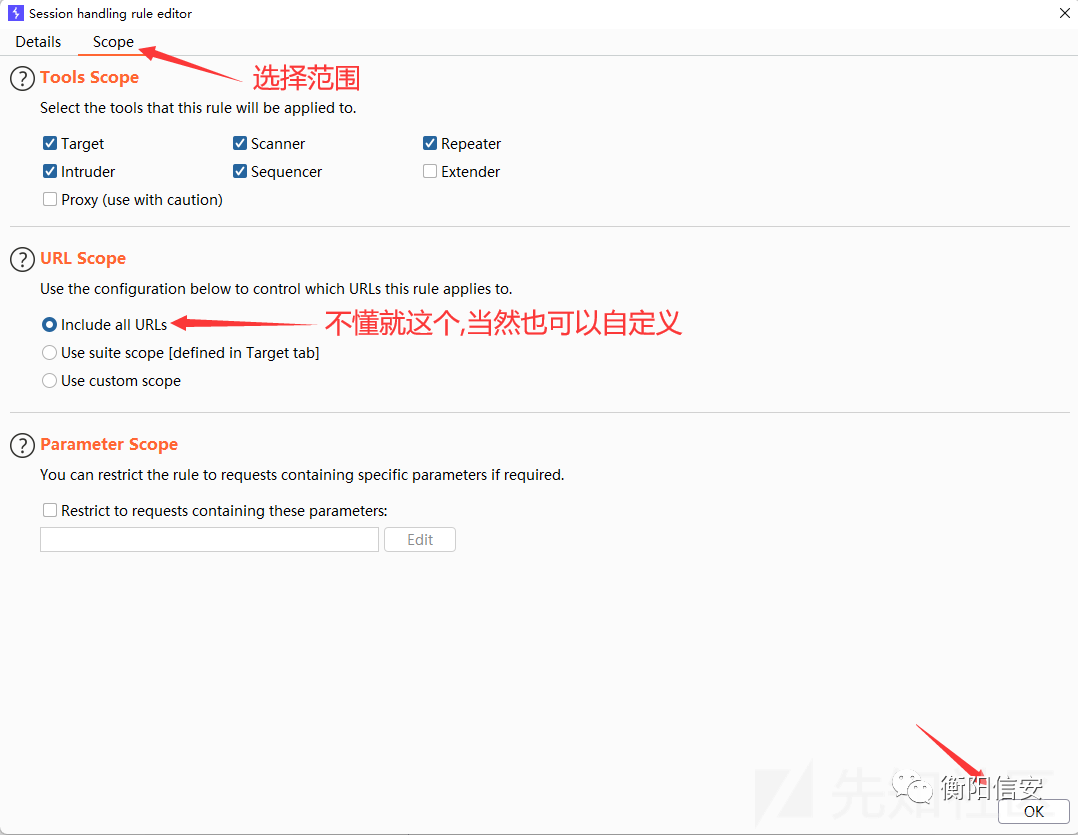 Session handling rule editor
Details Scope
选择范围
Tools Scope
Select the tools that this rule will be applied to.
Target Scanner Repeater
Intruder Sequencer Extender
Proxy (use with caution)
URL Scope
Use the configuration below to control which URLs this rule applies to.
Include all URLs 不懂就这个,当然也可以自定义
Use suite scope [defined in Target tab]
Use custom scope
Parameter Scope
You can restrict the rule to requests containing specific parameters if required.
Restrict to requests containing these parameters:
Edit
先知社区
衡阳信安
OK